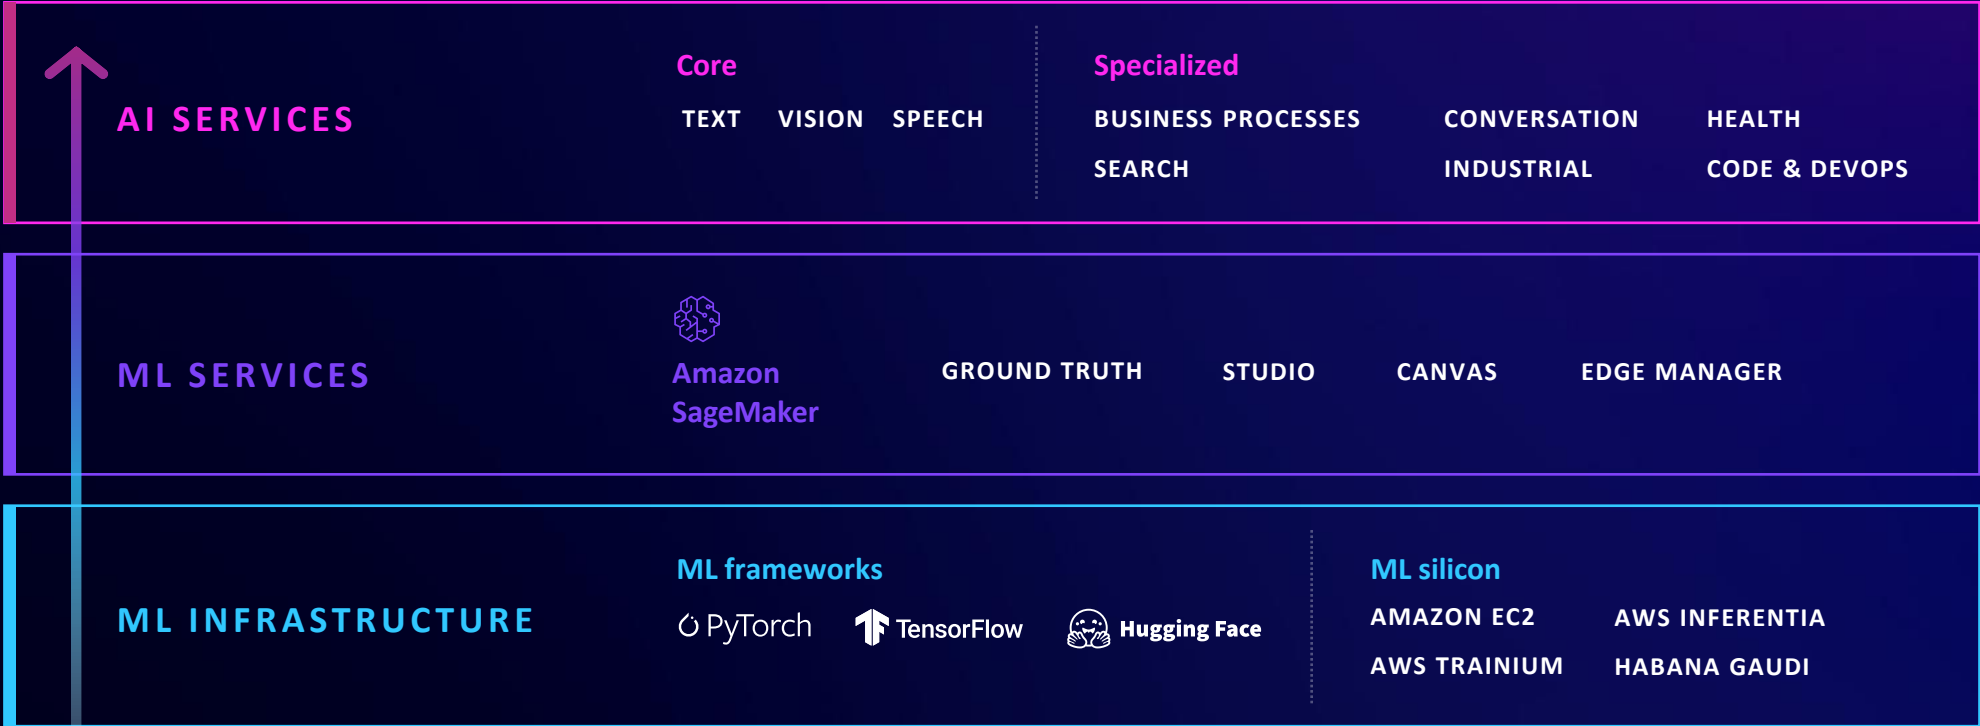 AI SERVICES
Core
TEXT VISION SPEECH
Specialized
BUSINESS PROCESSES CONVERSATION HEALTH
SEARCH INDUSTRIAL CODE & DEVOPS
ML SERVICES
Amazon
SageMaker
GROUND TRUTH STUDIO CANVAS EDGE MANAGER
ML INFRASTRUCTURE
ML frameworks
PyTorch TensorFlow Hugging Face
ML silicon
AMAZON EC2 AWS INFERENTIA
AWS TRAINIUM HABANA GAUDI